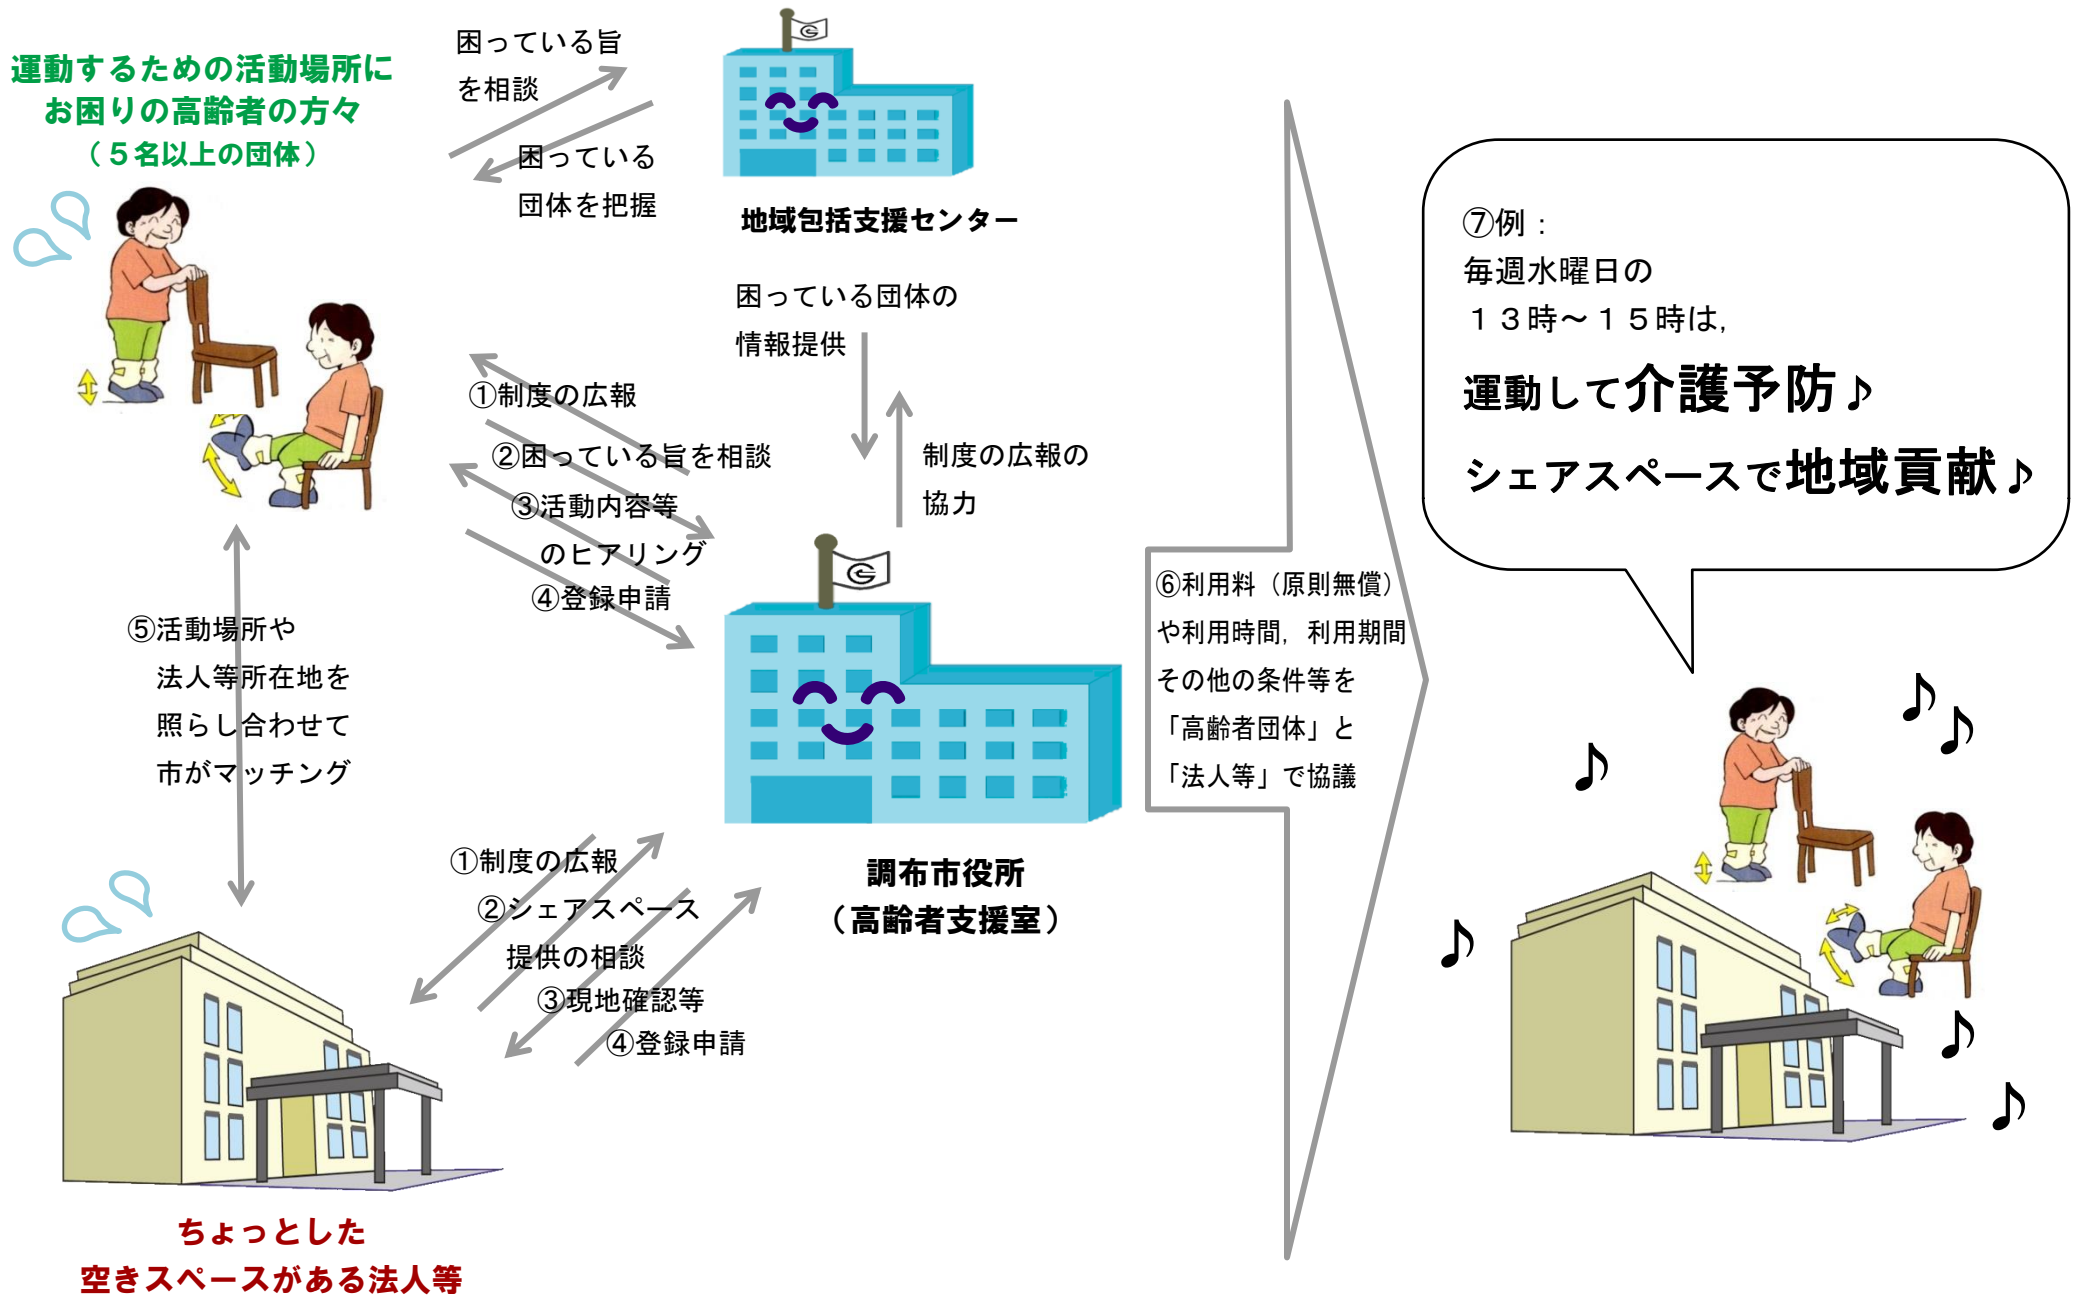 運動するための活動場所に
お困りの高齢者の方々
（５名以上の団体）
困っている旨
を相談
困っている
団体を把握
地域包括支援センター
困っている団体の
情報提供
制度の広報の
協力
①制度の広報
②困っている旨を相談
③活動内容等
のヒアリング
④登録申請
調布市役所
（高齢者支援室）
⑤活動場所や
法人等所在地を
照らし合わせて
市がマッチング
①制度の広報
②シェアスペース
提供の相談
③現地確認等
④登録申請
ちょっとした
空きスペースがある法人等
⑥利用料（原則無償）
や利用時間，利用期間
その他の条件等を
「高齢者団体」と
「法人等」で協議
⑦例：
毎週水曜日の
１３時～１５時は，
運動して介護予防♪
シェアスペースで地域貢献♪